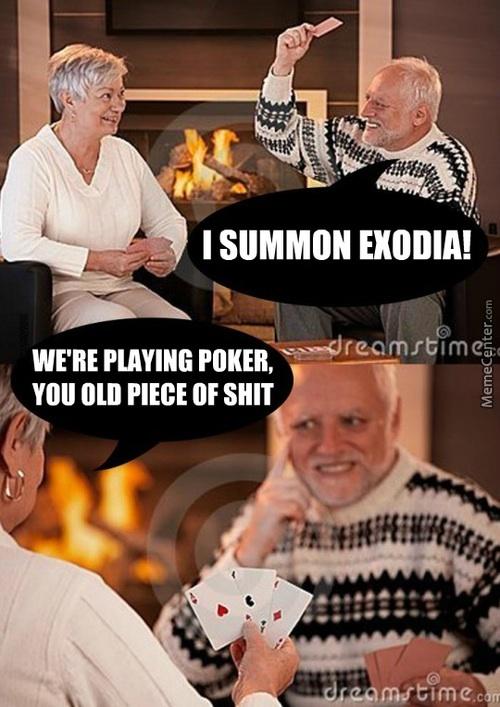 I SUMMON EXODIA!
dreamstime
MemeCenter.com
WE'RE PLAYING POKER,
YOU OLD PIECE OF SHIT
dreamstime.com